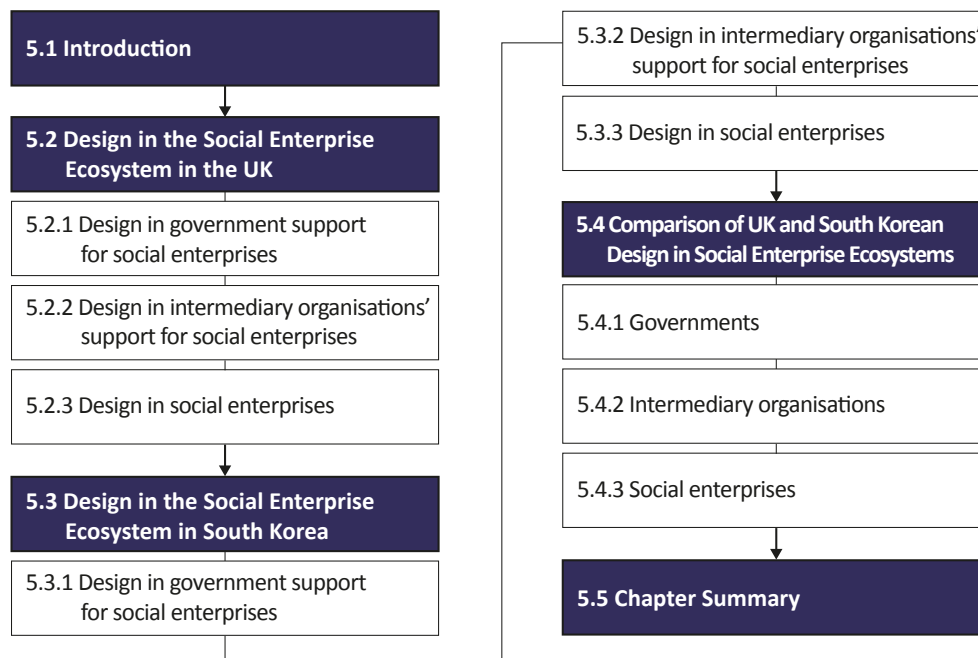 5.1 Introduction
5.2 Design in the Social Enterprise
Ecosystem in the UK
5.2.1 Design in government support
for social enterprises
5.2.2 Design in intermediary organisations’
support for social enterprises
5.2.3 Design in social enterprises
5.3 Design in the Social Enterprise
Ecosystem in South Korea
5.3.1 Design in government support
for social enterprises
5.3.2 Design in intermediary organisations’
support for social enterprises
5.3.3 Design in social enterprises
5.4 Comparison of UK and South Korean
Design in Social Enterprise Ecosystems
5.4.1 Governments
5.4.2 Intermediary organisations
5.4.3 Social enterprises
5.5 Chapter Summary